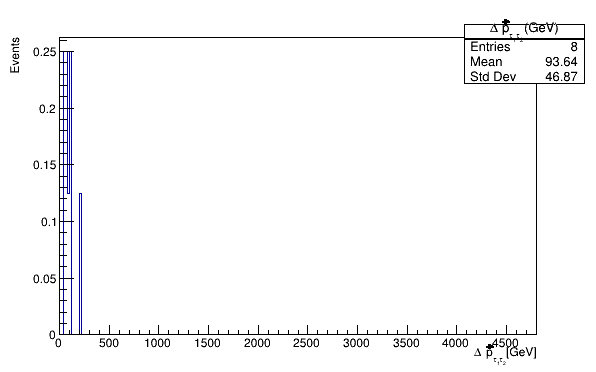 Δ p⃗τ₁τ₂ (GeV)
Entries 8
Mean 93.64
Std Dev 46.87
Events
0.25
0.2
0.15
0.1
0.05
0
0 500 1000 1500 2000 2500 3000 3500 4000 4500
Δ p⃗τ₁τ₂ [GeV]